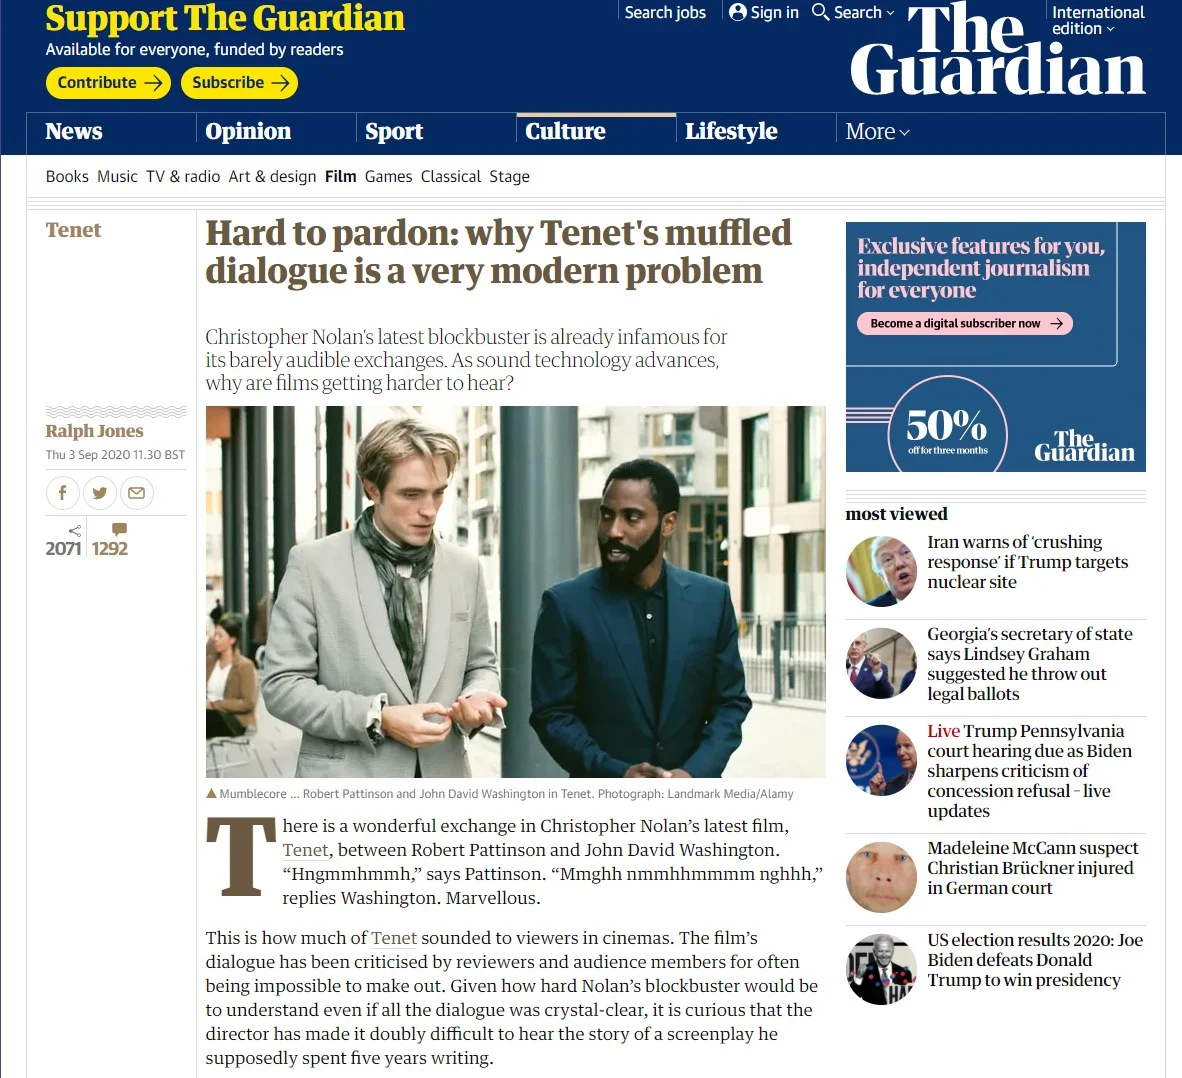 Support The Guardian
Available for everyone, funded by readers
Contribute
Subscribe
Search jobs
Sign in
Search
The
Guardian
International
edition
News
Opinion
Sport
Culture
Lifestyle
More
Books Music TV & radio Art & design Film Games Classical Stage
Tenet
Hard to pardon: why Tenet's muffled
dialogue is a very modern problem
Christopher Nolan's latest blockbuster is already infamous for
its barely audible exchanges. As sound technology advances,
why are films getting harder to hear?
Ralph Jones
Thu 3 Sep 2020 11.30 BST
2071
1292
Mumblecore ... Robert Pattinson and John David Washington in Tenet. Photograph: Landmark Media/Alamy
There is a wonderful exchange in Christopher Nolan’s latest film,
Tenet, between Robert Pattinson and John David Washington.
“Hngmmhmmh,” says Pattinson. “Mmghh nmmhhmmmm nghhh,”
replies Washington. Marvellous.
This is how much of Tenet sounded to viewers in cinemas. The film’s
dialogue has been criticised by reviewers and audience members for often
being impossible to make out. Given how hard Nolan’s blockbuster would be
to understand even if all the dialogue was crystal-clear, it is curious that the
director has made it doubly difficult to hear the story of a screenplay he
supposedly spent five years writing.
Exclusive features for you,
independent journalism
for everyone
Become a digital subscriber now
50%
off for three months
The
Guardian
most viewed
Iran warns of ‘crushing
response’ if Trump targets
nuclear site
Georgia’s secretary of state
says Lindsey Graham
suggested he throw out
legal ballots
Live Trump Pennsylvania
court hearing due as Biden
sharpens criticism of
concession refusal – live
updates
Madeleine McCann suspect
Christian Brückner injured
in German court
US election results 2020: Joe
Biden defeats Donald
Trump to win presidency